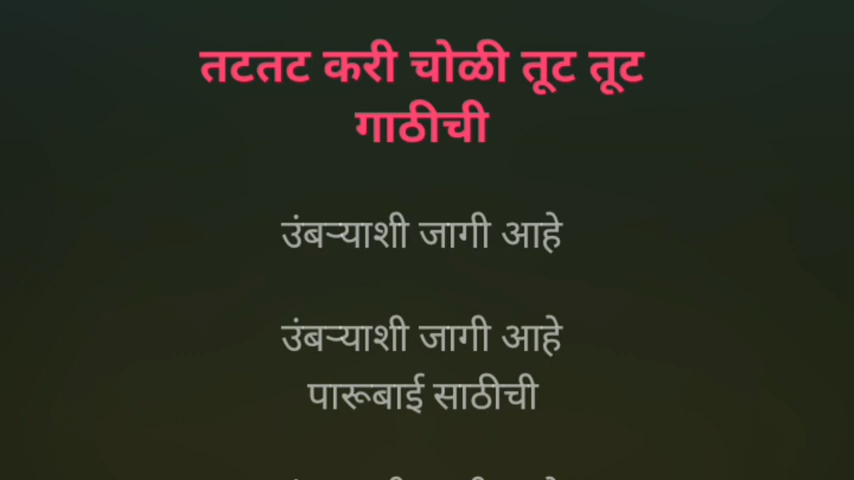 तटतट करी चोळी तूट तूट
गाठीची
उंबऱ्याशी जागी आहे
उंबऱ्याशी जागी आहे
पारूबाई साठीची